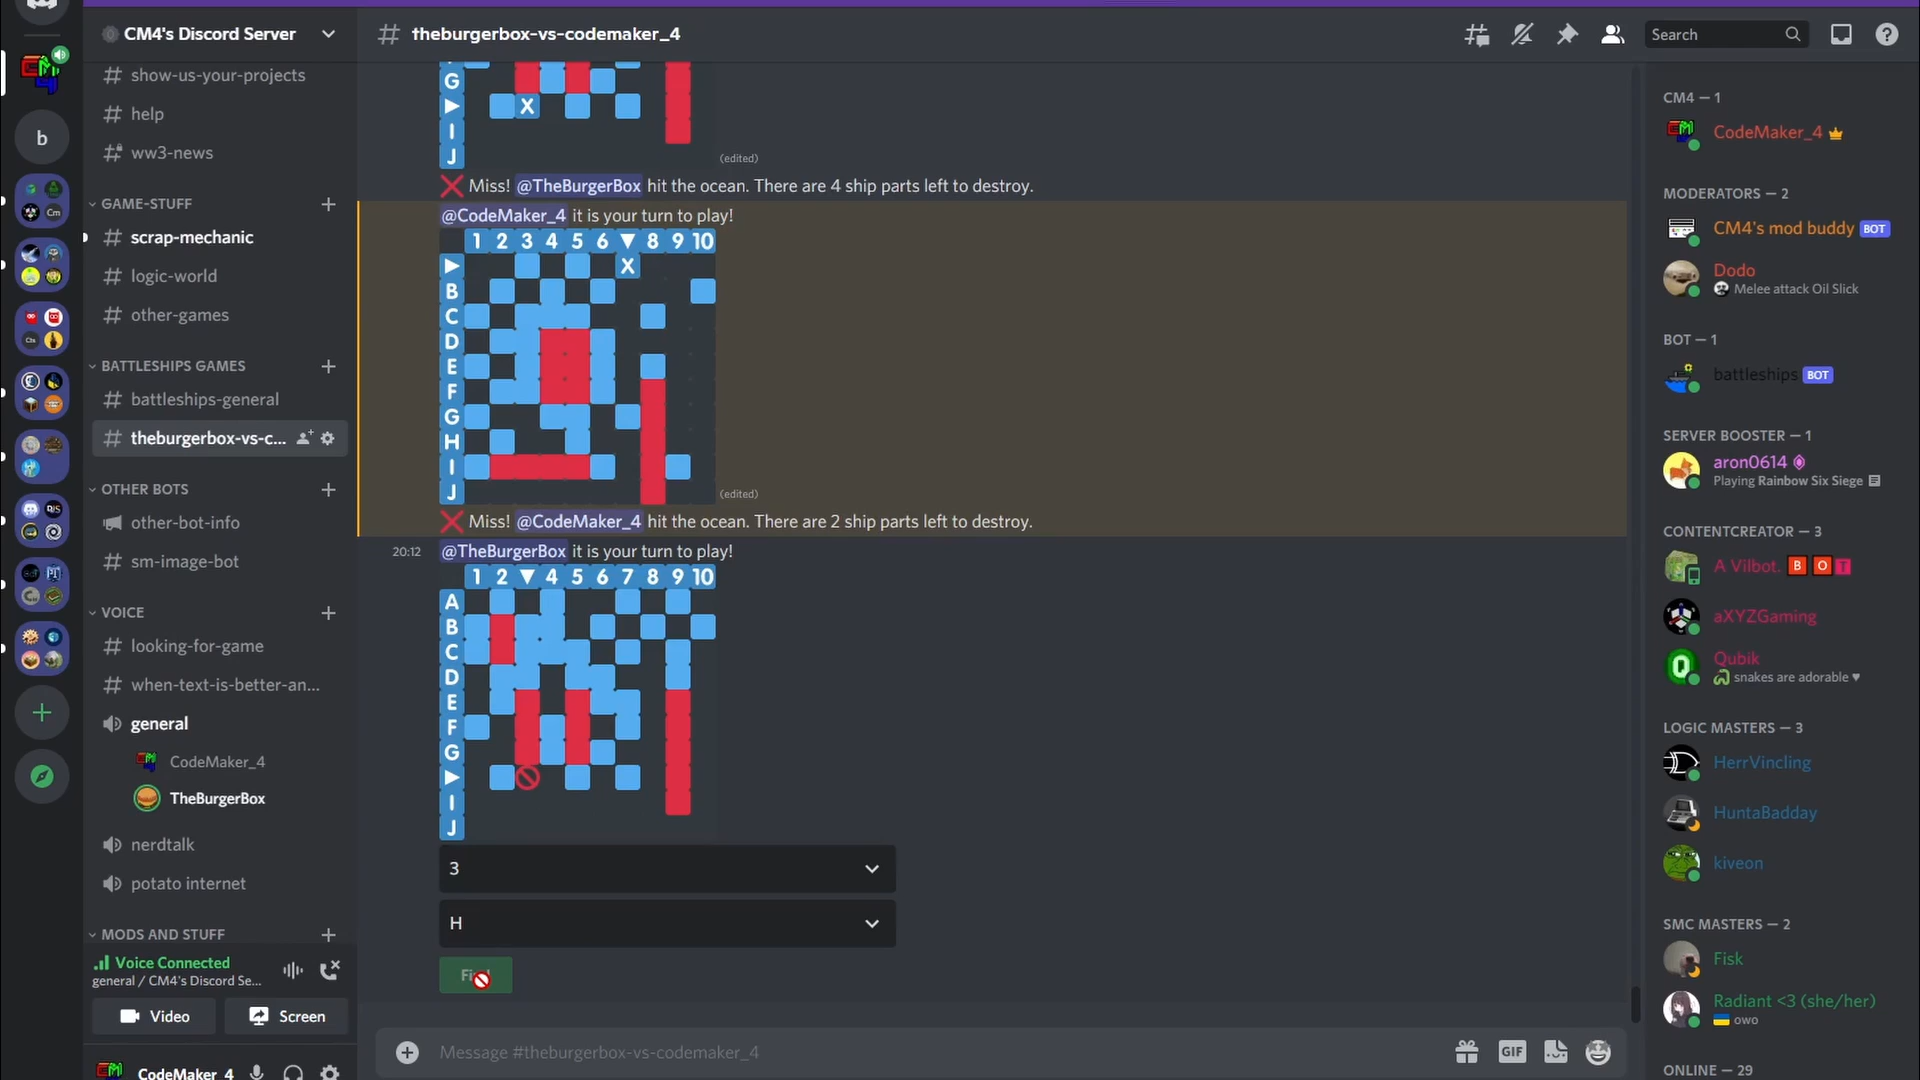 CM4's Discord Server
# show-us-your-projects
# help
# ww3-news
GAME-STUFF
# scrap-mechanic
# logic-world
# other-games
BATTLESHIPS GAMES
# battleships-general
# theburgerbox-vs-c...
OTHER BOTS
other-bot-info
# sm-image-bot
VOICE
# looking-for-game
# when-text-is-better-an...
general
CodeMaker_4
TheBurgerBox
nerdtalk
potato internet
MODS AND STUFF
Voice Connected
general / CM4's Discord Se...
Video
Screen
CodeMaker_4
b
# theburgerbox-vs-codemaker_4
Search
G
▶ X
I
J
(edited)
❌ Miss! @TheBurgerBox hit the ocean. There are 4 ship parts left to destroy.
@CodeMaker_4 it is your turn to play!
1 2 3 4 5 6 ▼ 8 9 10
▶ X
B
C
D
E
F
G
H
I
J
(edited)
❌ Miss! @CodeMaker_4 hit the ocean. There are 2 ship parts left to destroy.
20:12 @TheBurgerBox it is your turn to play!
1 2 ▼ 4 5 6 7 8 9 10
A
B
C
D
E
F
G
▶
I
J
3
H
Message #theburgerbox-vs-codemaker_4
GIF
CM4 — 1
CodeMaker_4
MODERATORS — 2
CM4's mod buddy BOT
Dodo
Melee attack Oil Slick
BOT — 1
battleships BOT
SERVER BOOSTER — 1
aron0614
Playing Rainbow Six Siege
CONTENTCREATOR — 3
A Vilbot. B O T
aXYZGaming
Qubik
snakes are adorable ♥
LOGIC MASTERS — 3
HerrVincling
HuntaBadday
kiveon
SMC MASTERS — 2
Fisk
Radiant <3 (she/her)
owo
ONLINE — 29